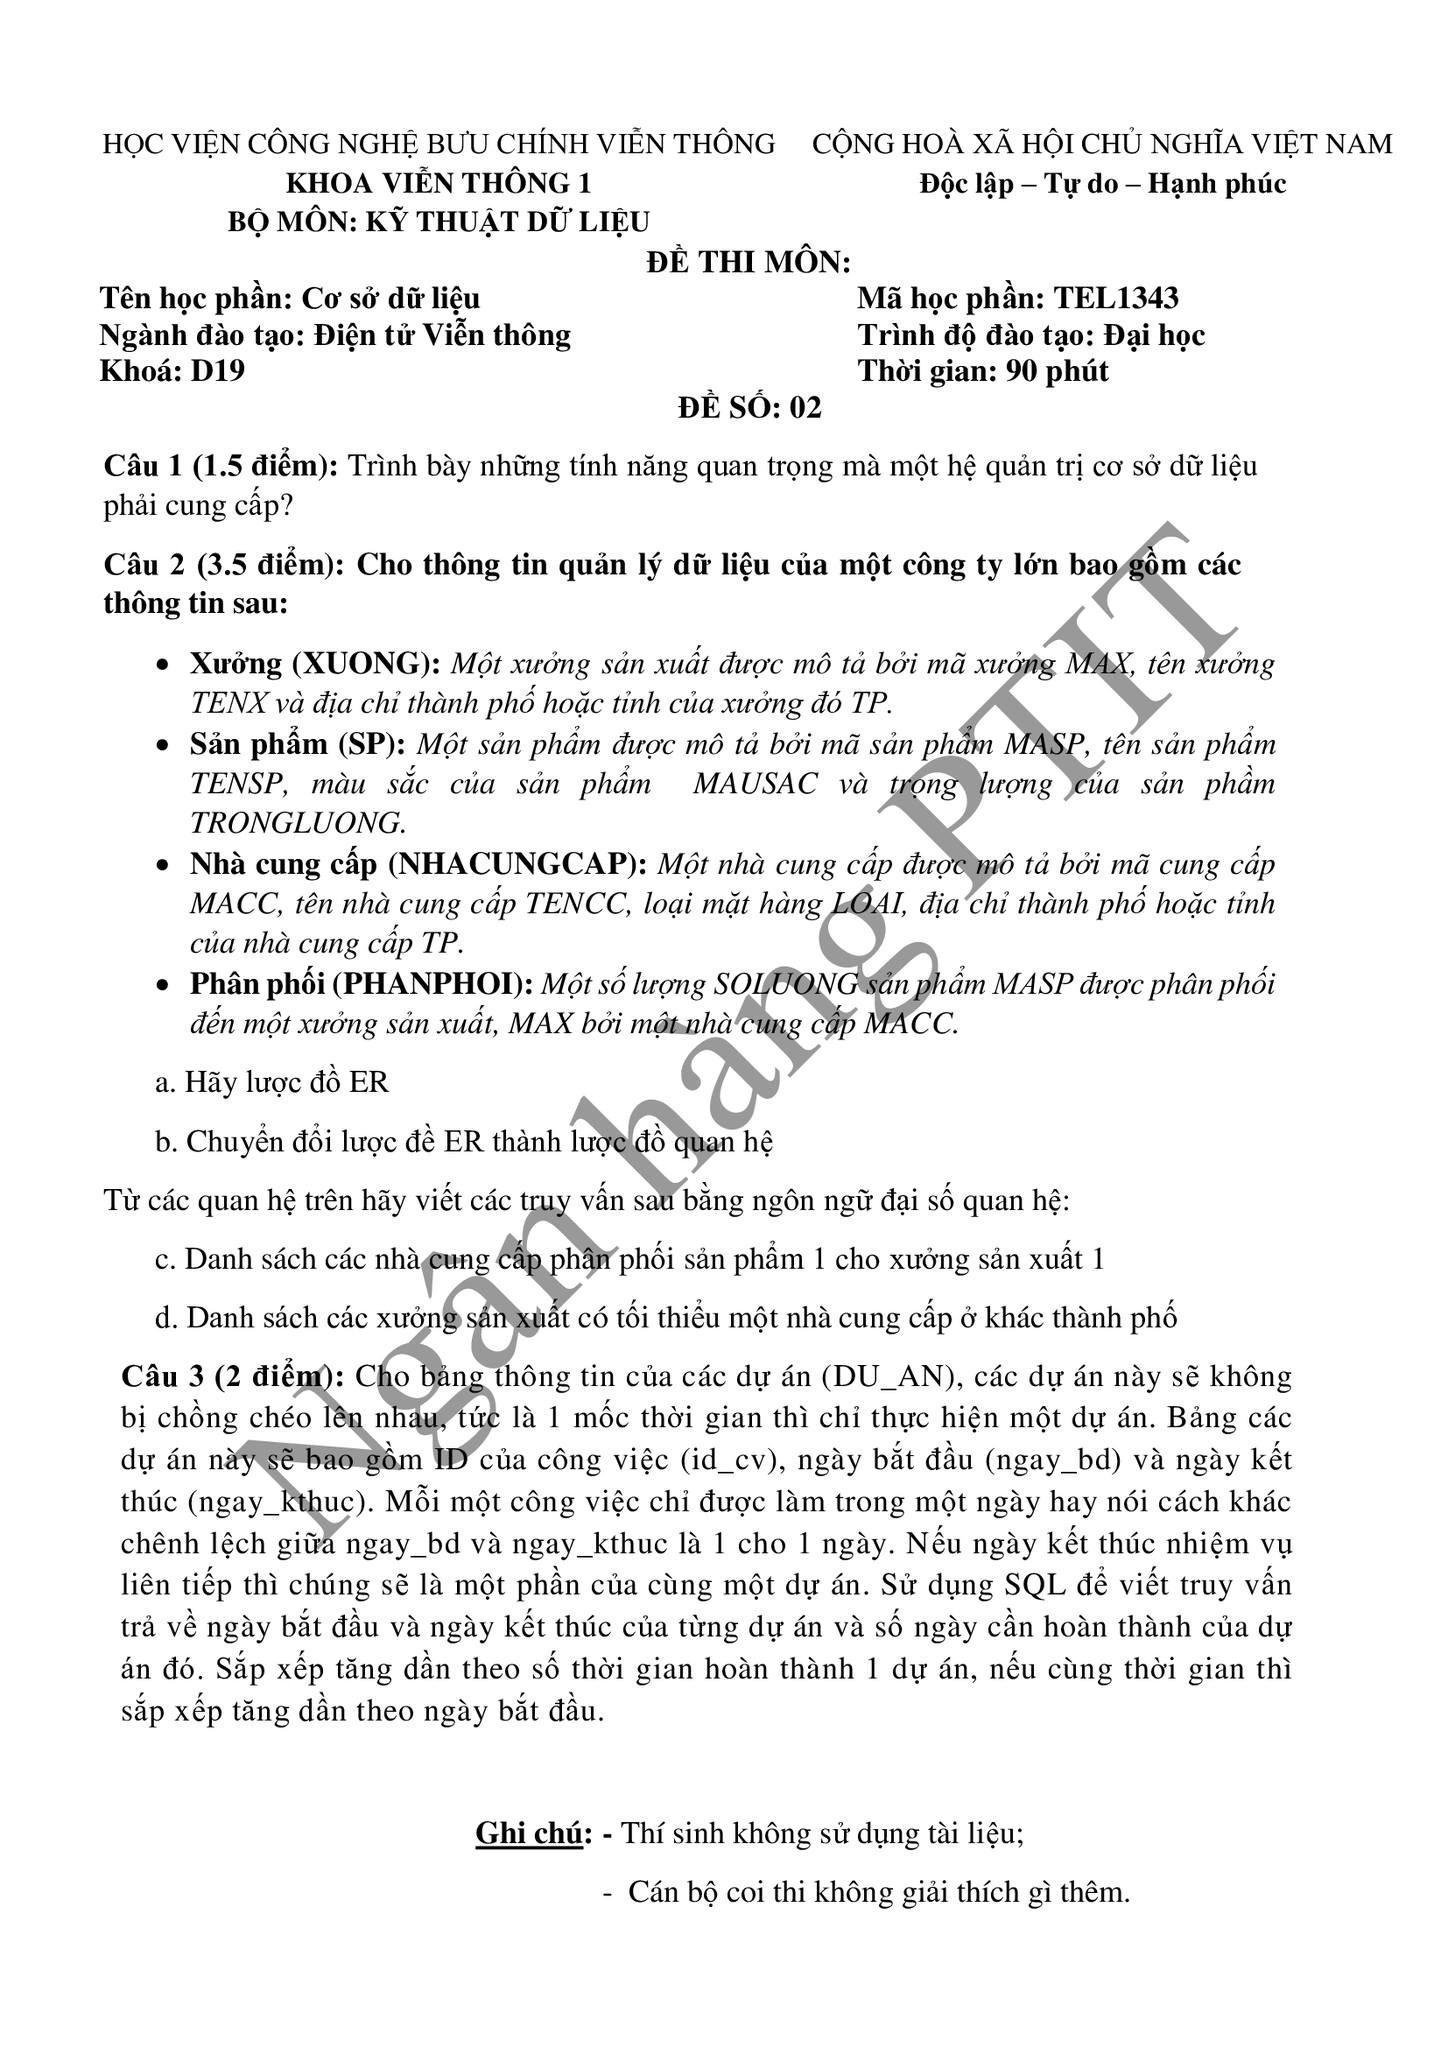 HỌC VIỆN CÔNG NGHỆ BƯU CHÍNH VIỄN THÔNG CỘNG HOÀ XÃ HỘI CHỦ NGHĨA VIỆT NAM
KHOA VIỄN THÔNG 1 Độc lập – Tự do – Hạnh phúc
BỘ MÔN: KỸ THUẬT DỮ LIỆU
ĐỀ THI MÔN:
Tên học phần: Cơ sở dữ liệu Mã học phần: TEL1343
Ngành đào tạo: Điện tử Viễn thông Trình độ đào tạo: Đại học
Khoá: D19 Thời gian: 90 phút
ĐỀ SỐ: 02
Câu 1 (1.5 điểm): Trình bày những tính năng quan trọng mà một hệ quản trị cơ sở dữ liệu
phải cung cấp?
Câu 2 (3.5 điểm): Cho thông tin quản lý dữ liệu của một công ty lớn bao gồm các
thông tin sau:
• Xưởng (XUONG): Một xưởng sản xuất được mô tả bởi mã xưởng MAX, tên xưởng
TENX và địa chỉ thành phố hoặc tỉnh của xưởng đó TP.
• Sản phẩm (SP): Một sản phẩm được mô tả bởi mã sản phẩm MASP, tên sản phẩm
TENSP, màu sắc của sản phẩm MAUSAC và trọng lượng của sản phầm
TRONGLUONG.
• Nhà cung cấp (NHACUNGCAP): Một nhà cung cấp được mô tả bởi mã cung cấp
MACC, tên nhà cung cấp TENCC, loại mặt hàng LOAI, địa chỉ thành phố hoặc tỉnh
của nhà cung cấp TP.
• Phân phối (PHANPHOI): Một số lượng SOLUONG sản phẩm MASP được phân phối
đến một xưởng sản xuất, MAX bởi một nhà cung cấp MACC.
a. Hãy lược đồ ER
b. Chuyển đổi lược đề ER thành lược đồ quan hệ
Từ các quan hệ trên hãy viết các truy vấn sau bằng ngôn ngữ đại số quan hệ:
c. Danh sách các nhà cung cấp phân phối sản phẩm 1 cho xưởng sản xuất 1
d. Danh sách các xưởng sản xuất có tối thiểu một nhà cung cấp ở khác thành phố
Câu 3 (2 điểm): Cho bảng thông tin của các dự án (DU_AN), các dự án này sẽ không
bị chồng chéo lên nhau, tức là 1 mốc thời gian thì chỉ thực hiện một dự án. Bảng các
dự án này sẽ bao gồm ID của công việc (id_cv), ngày bắt đầu (ngay_bd) và ngày kết
thúc (ngay_kthuc). Mỗi một công việc chỉ được làm trong một ngày hay nói cách khác
chênh lệch giữa ngay_bd và ngay_kthuc là 1 cho 1 ngày. Nếu ngày kết thúc nhiệm vụ
liên tiếp thì chúng sẽ là một phần của cùng một dự án. Sử dụng SQL để viết truy vấn
trả về ngày bắt đầu và ngày kết thúc của từng dự án và số ngày cần hoàn thành của dự
án đó. Sắp xếp tăng dần theo số thời gian hoàn thành 1 dự án, nếu cùng thời gian thì
sắp xếp tăng dần theo ngày bắt đầu.
Ghi chú: - Thí sinh không sử dụng tài liệu;
- Cán bộ coi thi không giải thích gì thêm.
Ngân hàng PTIT